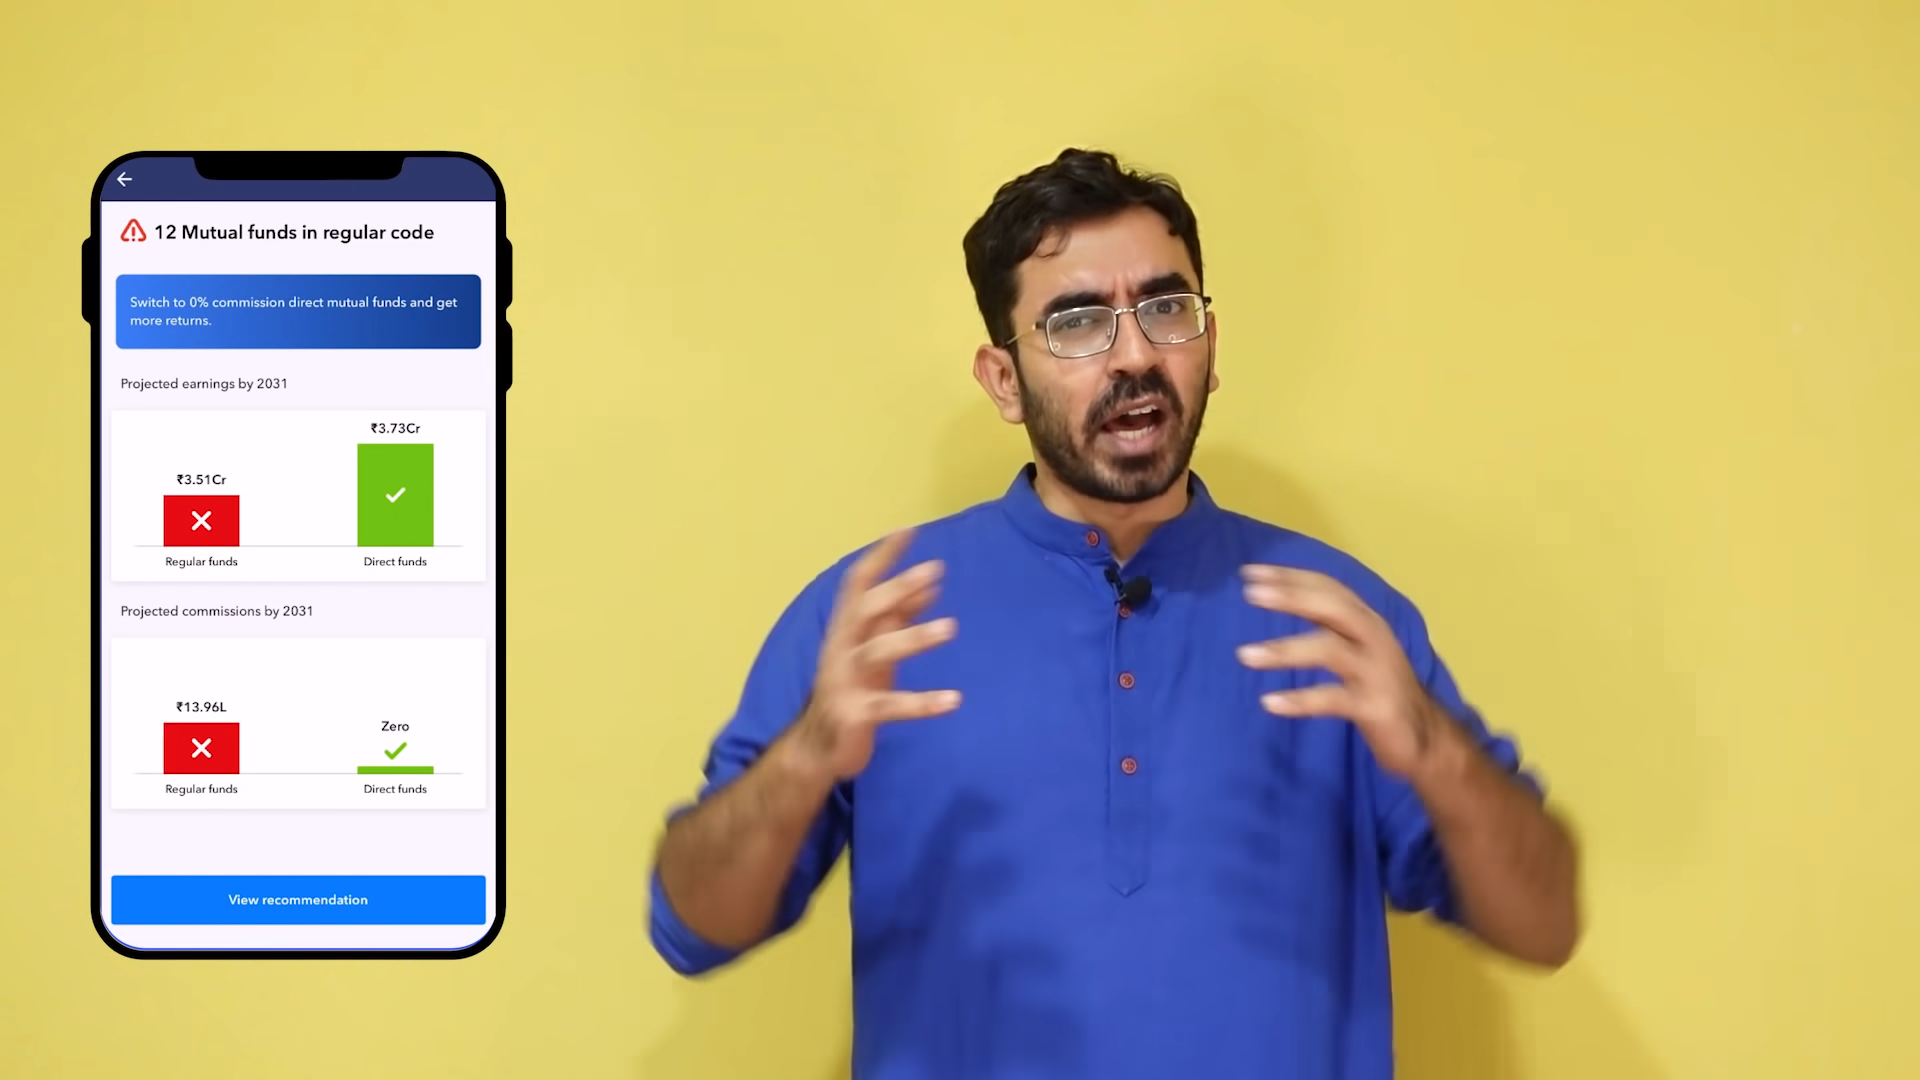 12 Mutual funds in regular code
Switch to 0% commission direct mutual funds and get
more returns.
Projected earnings by 2031
₹3.51Cr
₹3.73Cr
Regular funds
Direct funds
Projected commissions by 2031
₹13.96L
Zero
Regular funds
Direct funds
View recommendation